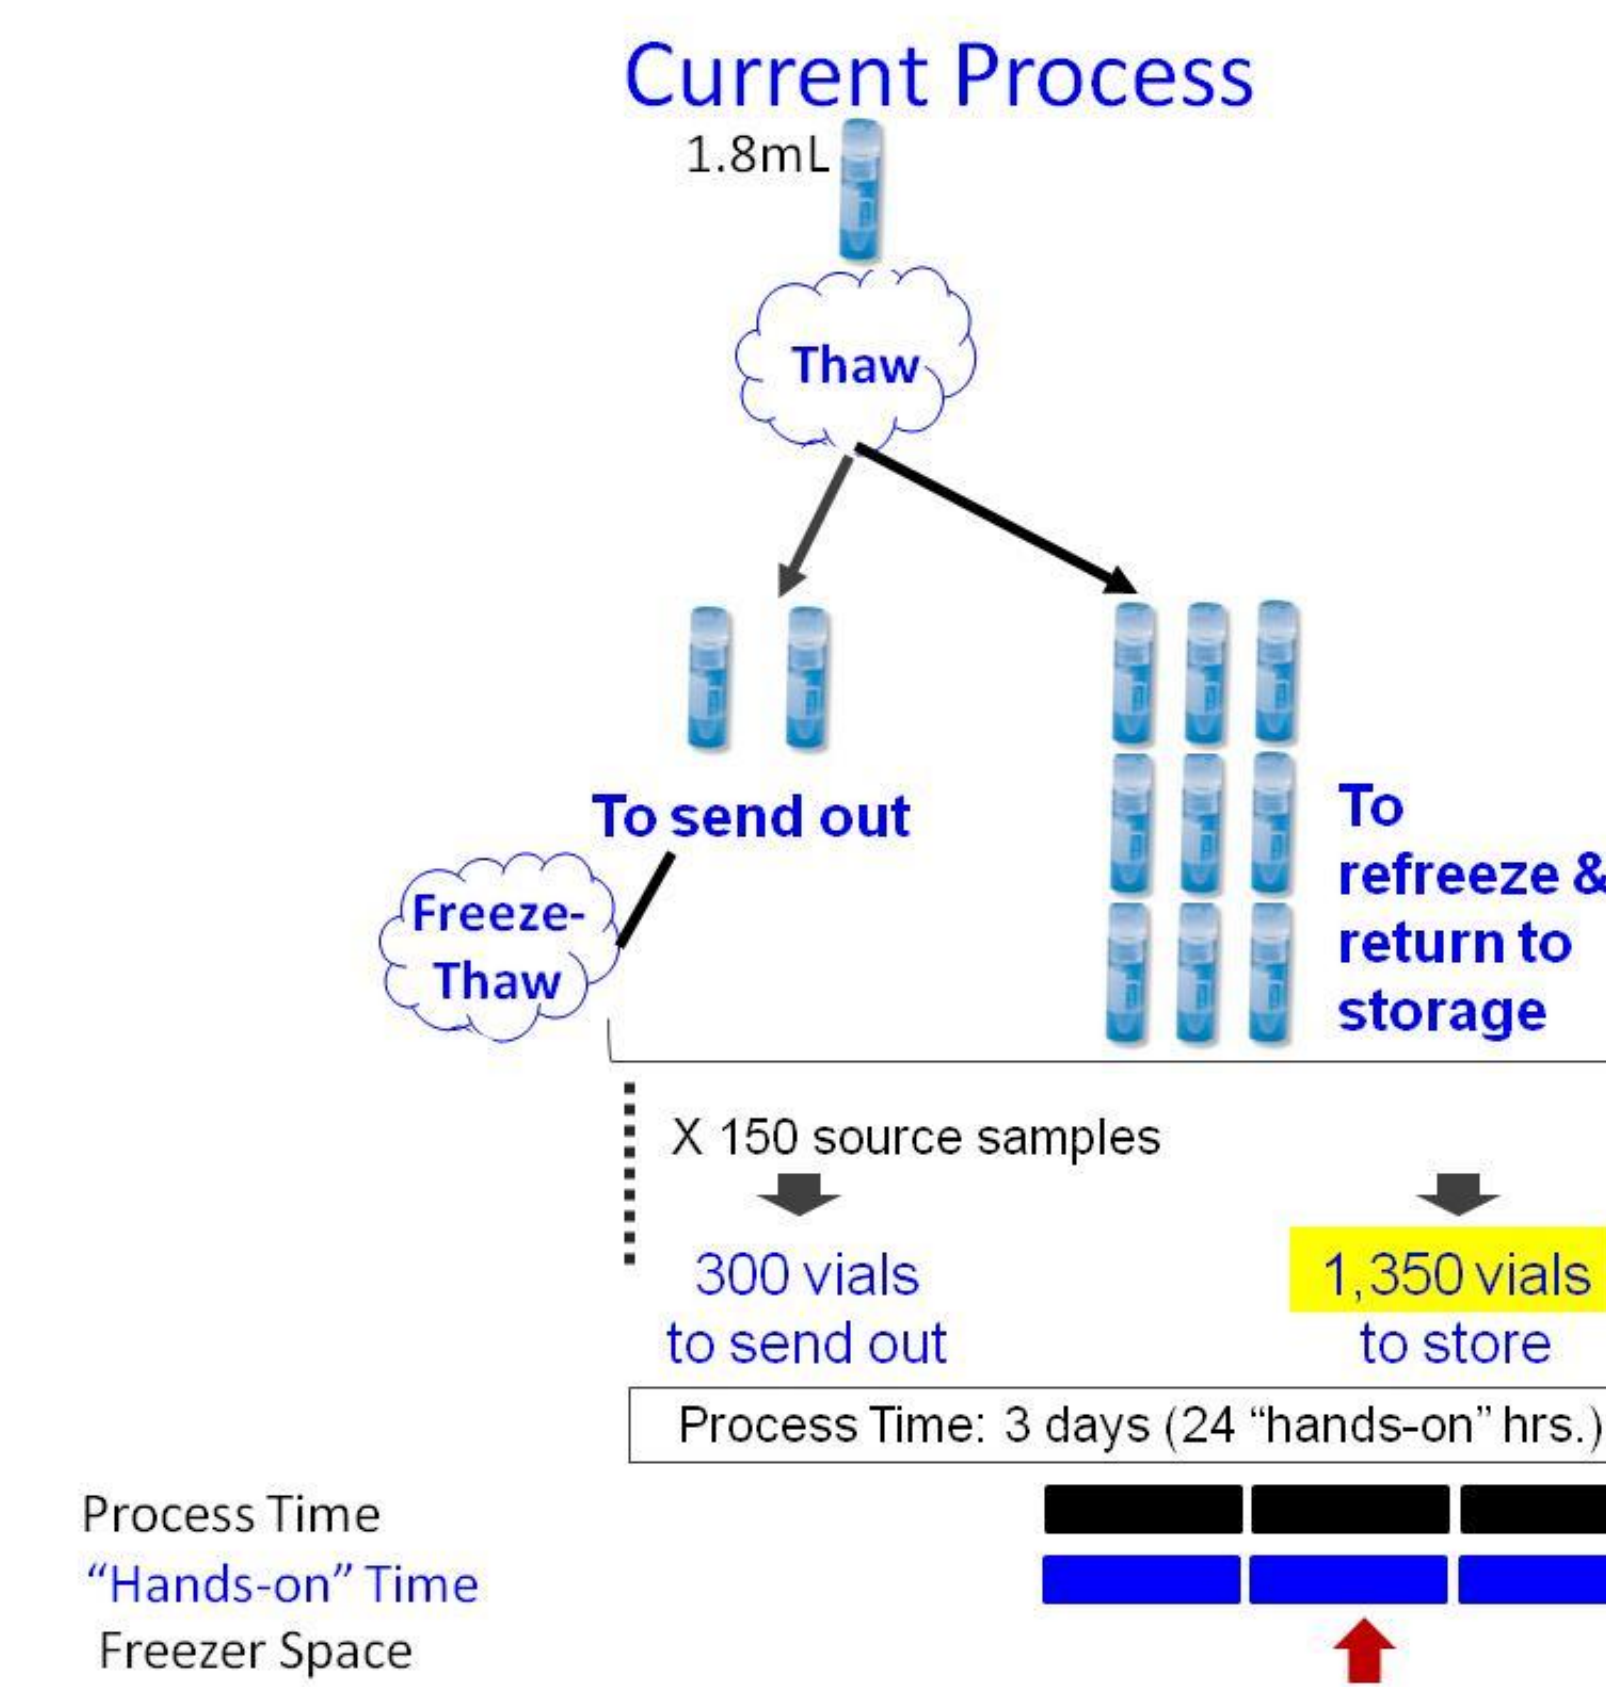 Current Process
1.8mL
Thaw
To send out
To
refreeze &
return to
storage
Freeze-
Thaw
X 150 source samples
300 vials
to send out
1,350 vials
to store
Process Time: 3 days (24 “hands-on” hrs.)
Process Time
“Hands-on” Time
Freezer Space